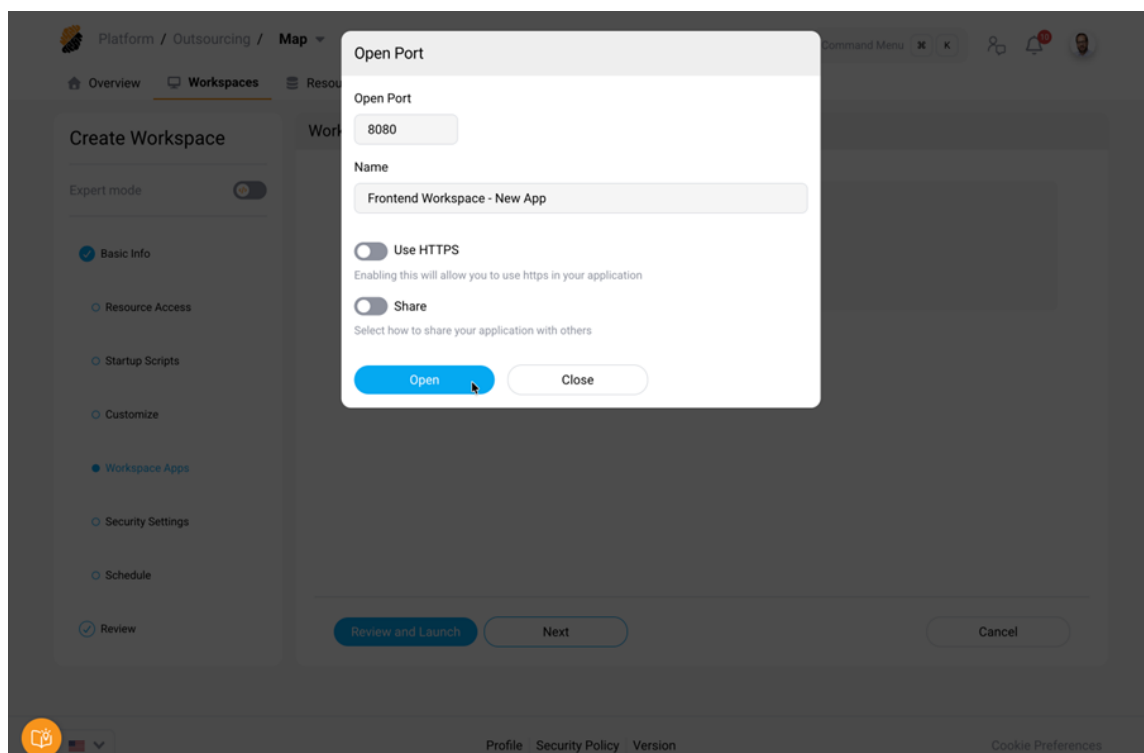 Platform / Outsourcing / Map
Command Menu ⌘ K
10
Overview Workspaces Resou
Open Port
Open Port
8080
Name
Frontend Workspace - New App
Use HTTPS
Enabling this will allow you to use https in your application
Share
Select how to share your application with others
Open Close
Create Workspace
Work
Expert mode
Basic Info
Resource Access
Startup Scripts
Customize
Workspace Apps
Security Settings
Schedule
Review
Review and Launch Next Cancel
Profile Security Policy Version Cookie Preferences